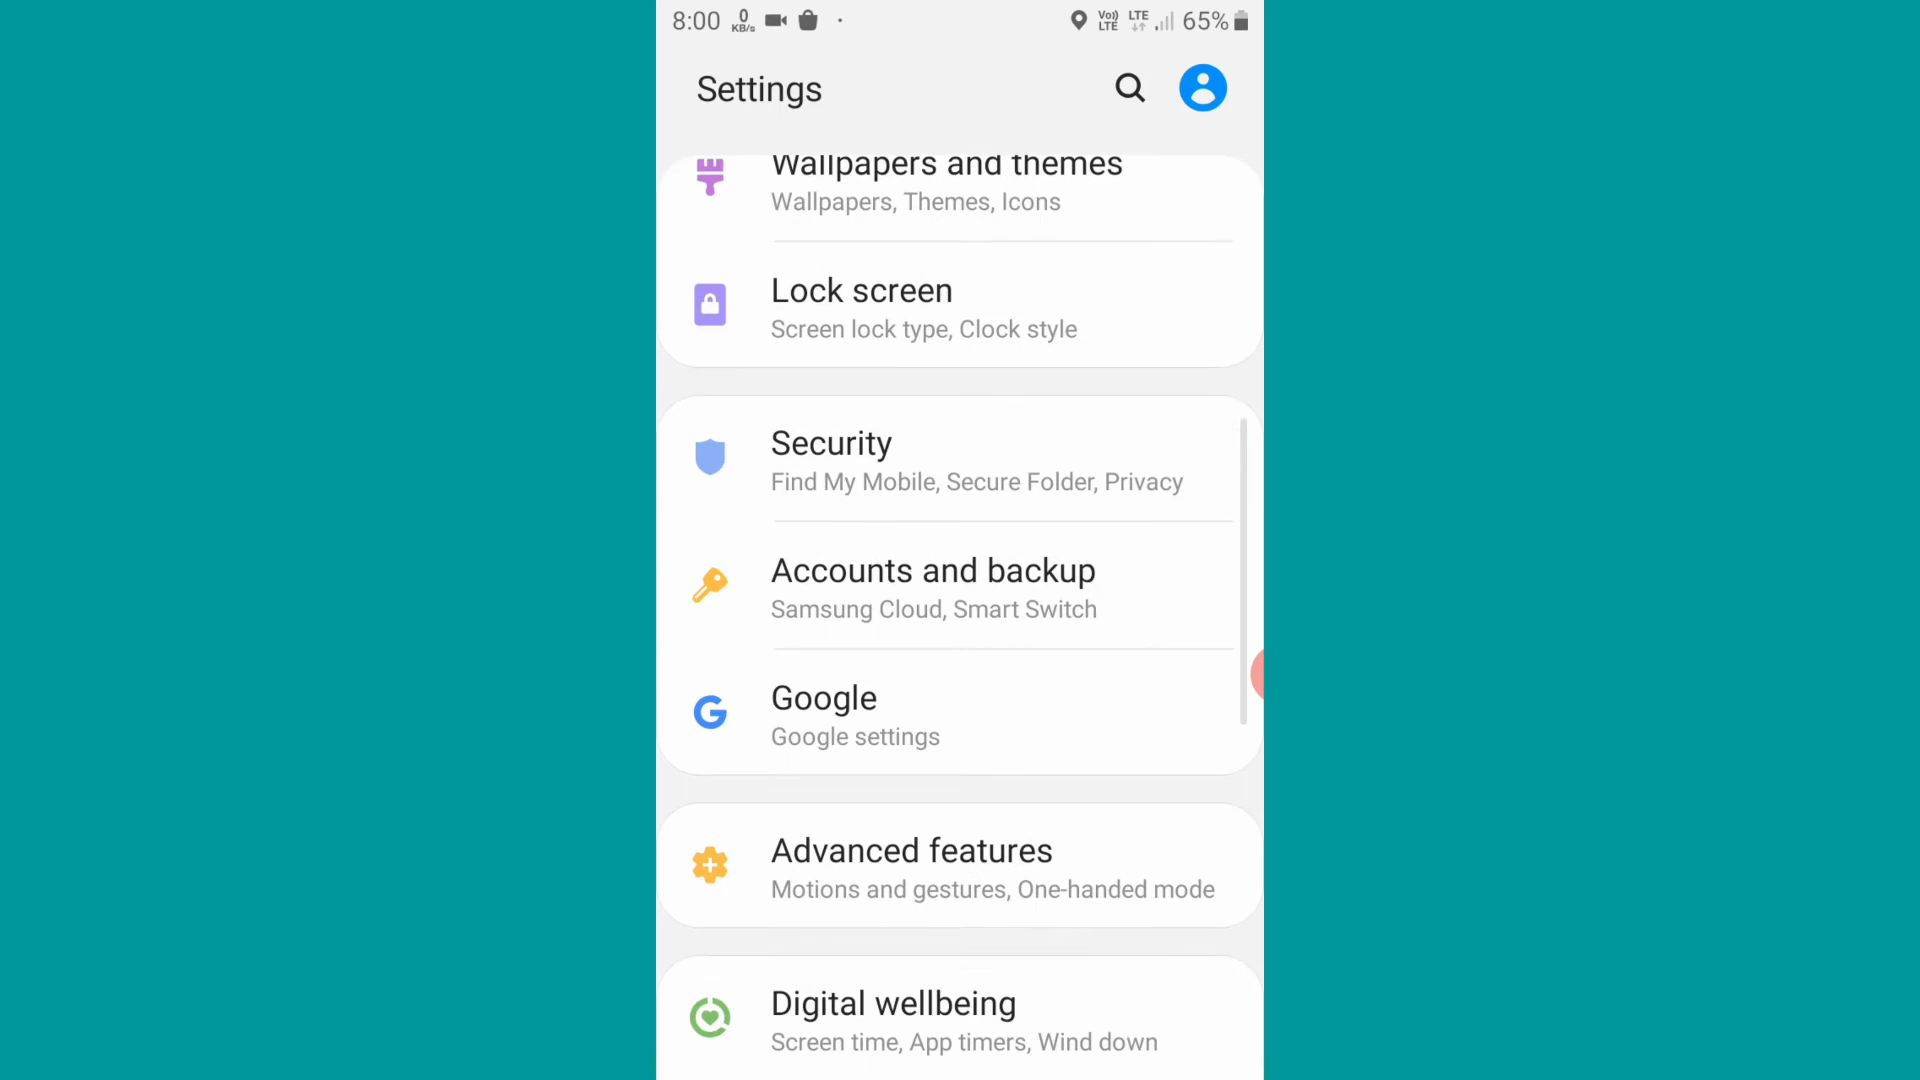 8:00 0 KB/s Vo)) LTE LTE 65%
Settings
Wallpapers and themes
Wallpapers, Themes, Icons
Lock screen
Screen lock type, Clock style
Security
Find My Mobile, Secure Folder, Privacy
Accounts and backup
Samsung Cloud, Smart Switch
Google
Google settings
Advanced features
Motions and gestures, One-handed mode
Digital wellbeing
Screen time, App timers, Wind down